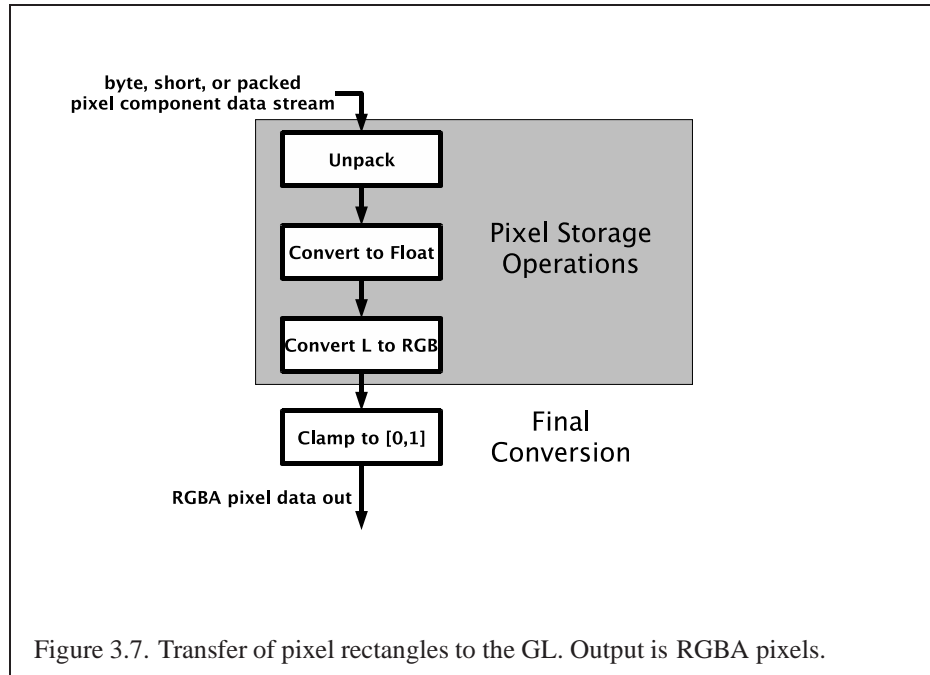 byte, short, or packed
pixel component data stream
Unpack
Convert to Float
Pixel Storage
Operations
Convert L to RGB
Clamp to [0,1]
Final
Conversion
RGBA pixel data out
Figure 3.7. Transfer of pixel rectangles to the GL. Output is RGBA pixels.